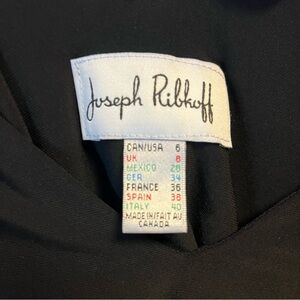 Joseph Ribkoff
CAN/USA 6
UK 8
MEXICO 28
GER 34
FRANCE 36
SPAIN 38
ITALY 40
MADE IN/FAIT AU
CANADA